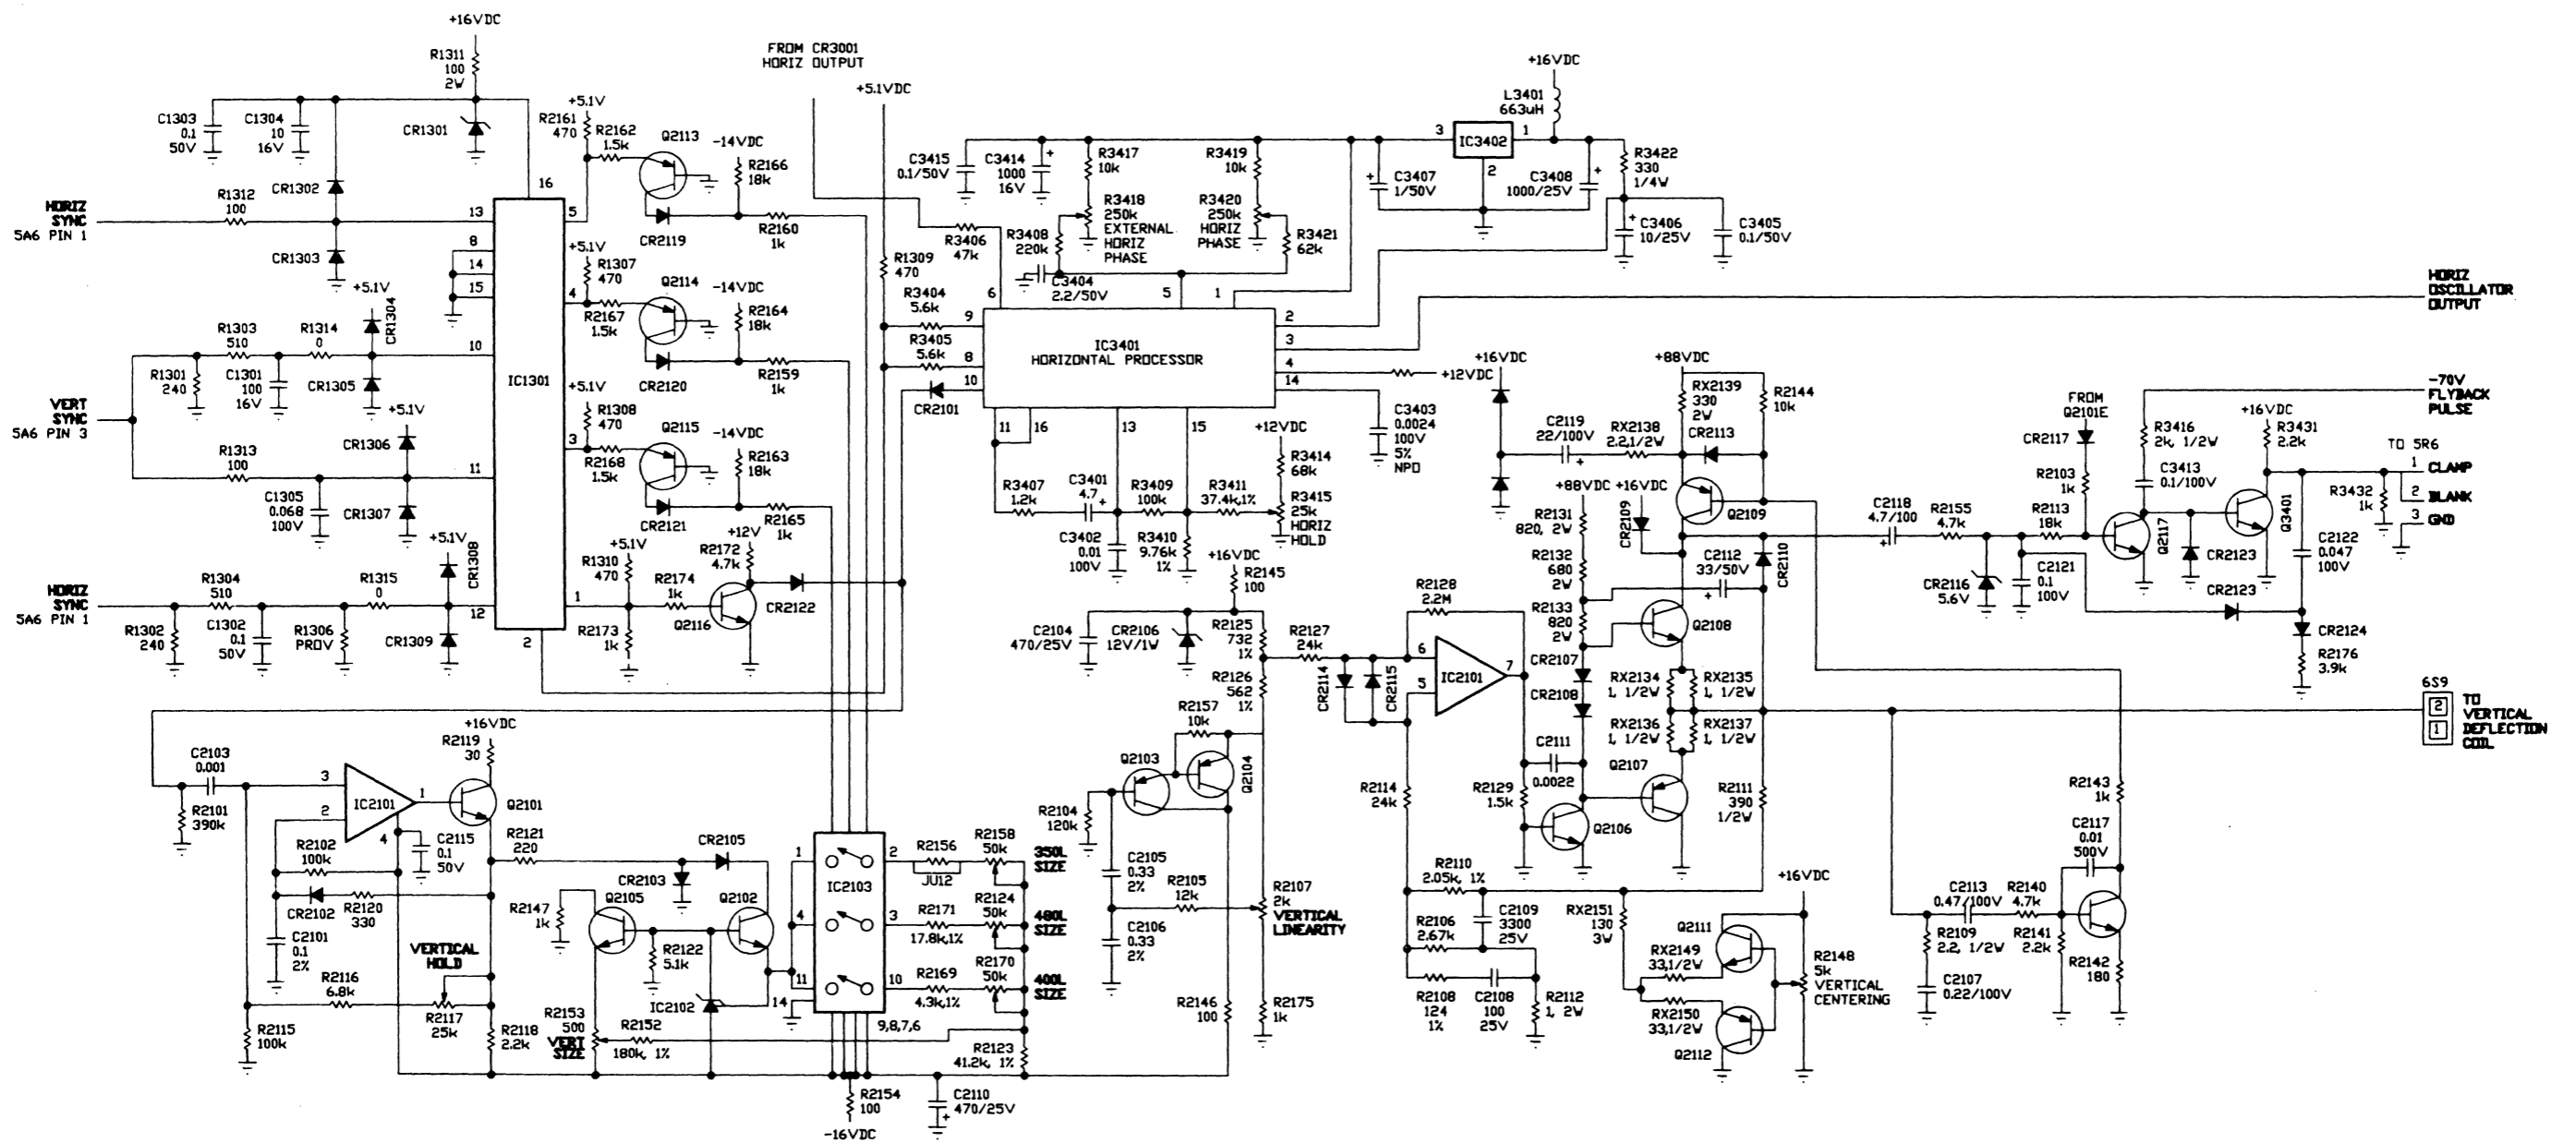 +16VDC
R1311
100
2W
C1303
0.1
50V
C1304
10
16V
CR1301
CR1302
R1312
100
HORIZ
SYNC
5A6 PIN 1
CR1303
+5.1V
CR1304
R1303
510
R1314
0
R1301
240
C1301
100
16V
CR1305
VERT
SYNC
5A6 PIN 3
+5.1V
CR1306
R1313
100
C1305
0.068
100V
CR1307
+5.1V
CR1308
HORIZ
SYNC
5A6 PIN 1
R1304
510
R1315
0
R1302
240
C1302
0.1
50V
R1306
PROV
CR1309
16
13
8
14
15
10
11
12
5
4
3
1
2
IC1301
+5.1V
R2161
470
R2162
1.5k
Q2113
-14VDC
R2166
18k
CR2119
R2160
1k
+5.1V
R1307
470
Q2114
-14VDC
R2164
18k
R2167
1.5k
CR2120
R2159
1k
+5.1V
R1308
470
Q2115
-14VDC
R2163
18k
R2168
1.5k
CR2121
R2165
1k
+5.1V
R1310
470
+12V
R2172
4.7k
R2174
1k
CR2122
R2173
1k
Q2116
FROM CR3001
HORIZ OUTPUT
+5.1VDC
R1309
470
R3406
47k
R3404
5.6k
R3405
5.6k
CR2101
C3415
0.1/50V
C3414
1000
16V
R3417
10k
R3418
250k
EXTERNAL
HORIZ
PHASE
R3408
220k
C3404
2.2/50V
R3419
10k
R3420
250k
HORIZ
PHASE
R3421
62k
C3407
1/50V
3
IC3402
1
2
+16VDC
L3401
663uH
C3408
1000/25V
R3422
330
1/4W
C3406
10/25V
C3405
0.1/50V
IC3401
HORIZONTAL PROCESSOR
6
5
1
9
8
10
2
3
4
14
11
16
13
15
+12VDC
HORIZ
OSCILLATOR
OUTPUT
C3403
0.0024
100V
5%
NPO
+12VDC
R3414
68k
R3415
25k
HORIZ
HOLD
R3407
1.2k
C3401
4.7
R3409
100k
R3411
37.4k,1%
C3402
0.01
100V
R3410
9.76k
1%
+16VDC
R2145
100
C2104
470/25V
CR2106
12V/1W
R2125
732
1%
R2127
24k
R2126
562
1%
CR2114
CR2115
R2128
2.2M
6
5
7
IC2101
R2157
10k
Q2103
Q2104
R2104
120k
C2105
0.33
2%
R2105
12k
C2106
0.33
2%
R2107
2k
VERTICAL
LINEARITY
R2146
100
R2175
1k
R2114
24k
R2129
1.5k
C2111
0.0022
Q2106
Q2107
R2110
2.05k, 1%
R2106
2.67k
C2109
3300
25V
R2108
124
1%
C2108
100
25V
R2112
1, 2W
RX2151
130
3W
+16VDC
+88VDC
RX2139
330
2W
R2144
10k
C2119
22/100V
RX2138
2.2,1/2W
CR2113
+88VDC
+16VDC
R2131
820, 2W
CR2109
Q2109
R2132
680
2W
C2112
33/50V
CR2110
R2133
820
2W
Q2108
CR2107
CR2108
RX2134
1, 1/2W
RX2135
1, 1/2W
RX2136
1, 1/2W
RX2137
1, 1/2W
R2111
390
1/2W
C2118
4.7/100
R2155
4.7k
R2113
18k
FROM
Q2101E
CR2117
R2103
1k
CR2116
5.6V
C2121
0.1
100V
Q2117
R3416
2k, 1/2W
C3413
0.1/100V
CR2123
Q3401
+16VDC
R3431
2.2k
-70V
FLYBACK
PULSE
TO 5R6
1 CLAMP
2 BLANK
3 GND
R3432
1k
C2122
0.047
100V
CR2123
CR2124
R2176
3.9k
6S9
2
1
TO
VERTICAL
DEFLECTION
COIL
R2143
1k
C2117
0.01
500V
C2113
0.47/100V
R2140
4.7k
R2109
2.2, 1/2W
R2141
2.2k
R2142
180
C2107
0.22/100V
+16VDC
Q2111
RX2149
33,1/2W
R2148
5k
VERTICAL
CENTERING
RX2150
33,1/2W
Q2112
C2103
0.001
R2101
390k
3
2
1
4
IC2101
+16VDC
R2119
30
Q2101
R2102
100k
C2115
0.1
50V
R2121
220
CR2102
R2120
330
C2101
0.1
2%
VERTICAL
HOLD
R2116
6.8k
R2117
25k
R2115
100k
R2118
2.2k
CR2105
CR2103
R2147
1k
Q2105
Q2102
R2122
5.1k
IC2102
R2153
500
VERT
SIZE
R2152
180k, 1%
1
4
11
14
2
3
10
9,8,7,6
IC2103
R2156
JU12
R2158
50k
350L
SIZE
R2171
17.8k,1%
R2124
50k
480L
SIZE
R2169
4.3k,1%
R2170
50k
400L
SIZE
R2123
41.2k, 1%
R2154
100
-16VDC
C2110
470/25V